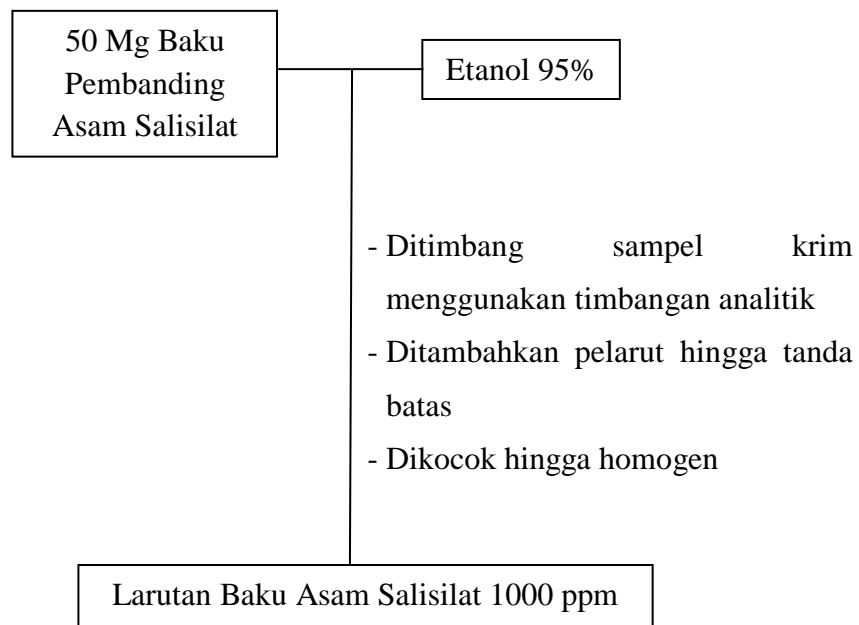 50 Mg Baku
Pembanding
Asam Salisilat
Etanol 95%
- Ditimbang sampel krim
menggunakan timbangan analitik
- Ditambahkan pelarut hingga tanda
batas
- Dikocok hingga homogen
Larutan Baku Asam Salisilat 1000 ppm